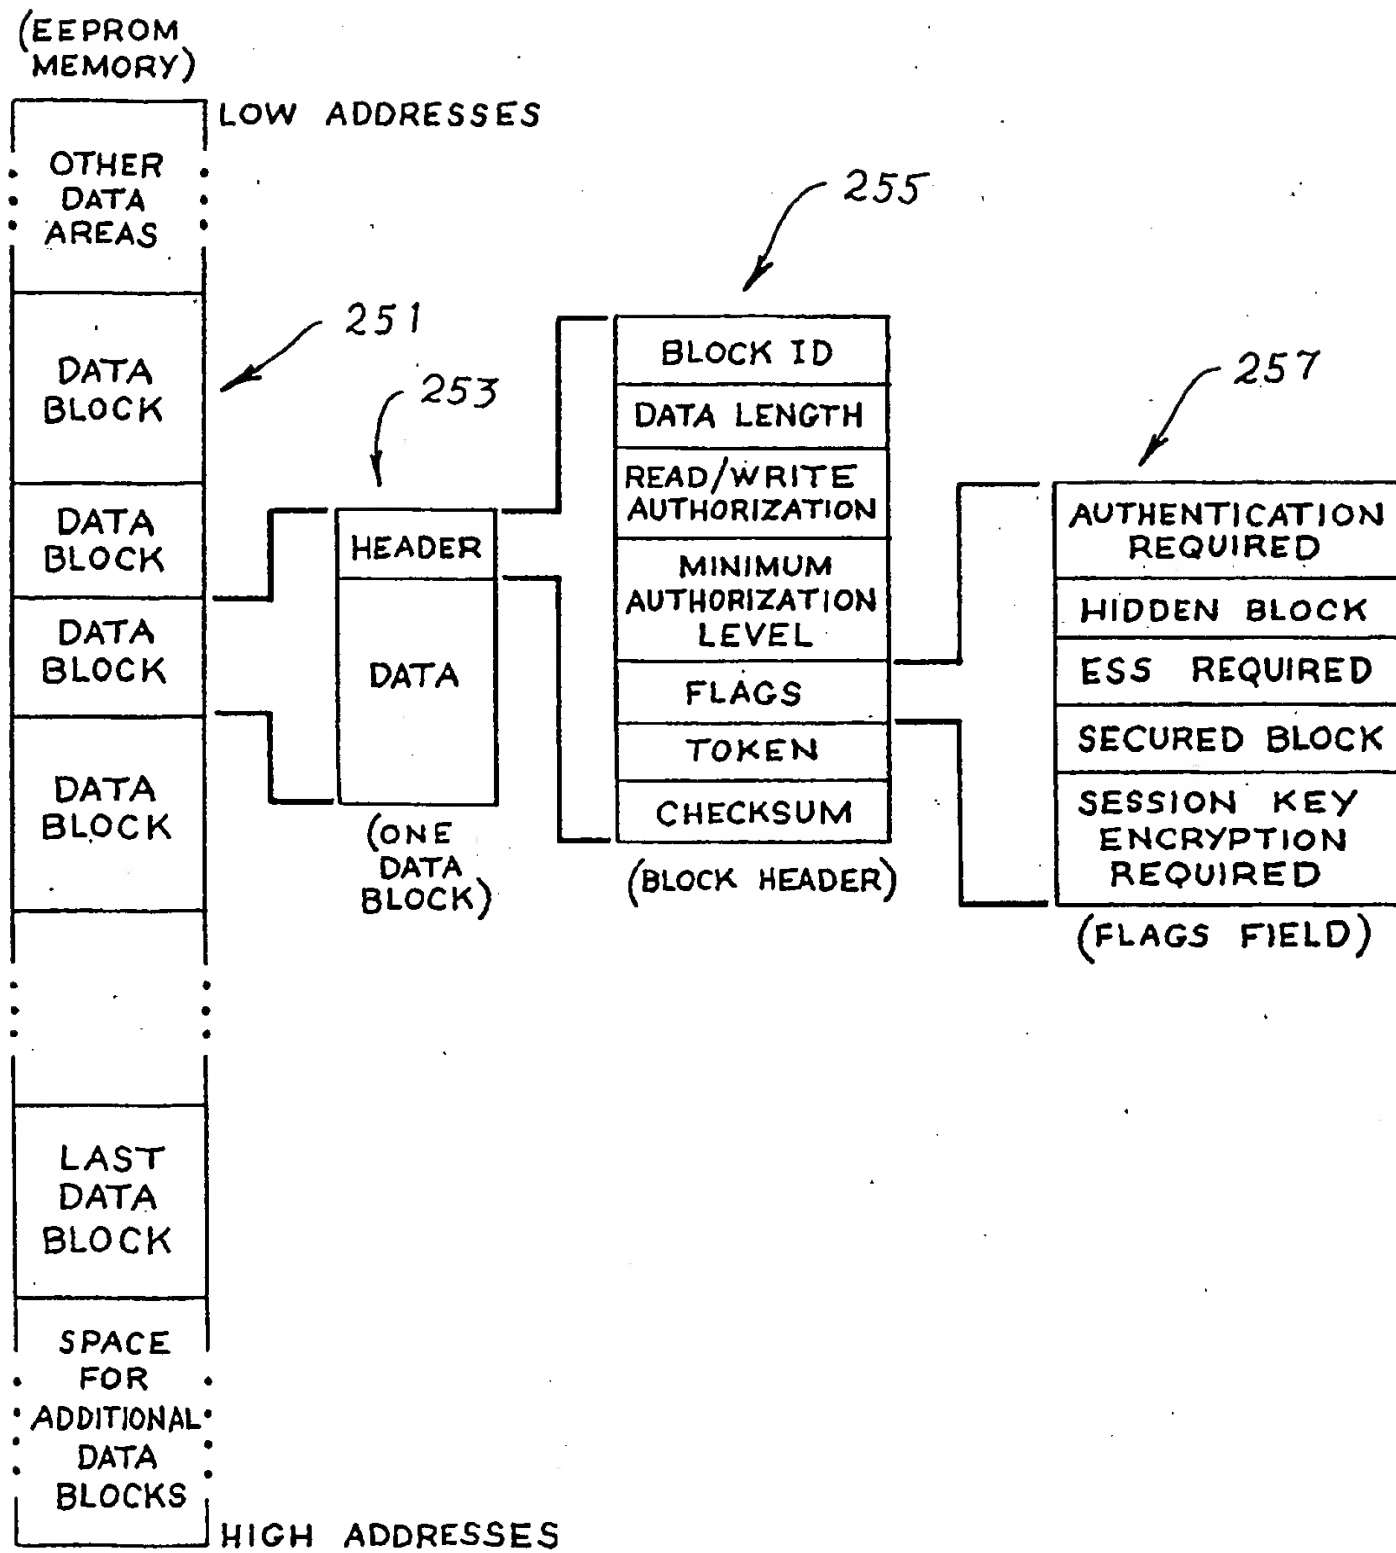 (EEPROM
MEMORY)
LOW ADDRESSES
OTHER
DATA
AREAS
DATA
BLOCK
DATA
BLOCK
DATA
BLOCK
DATA
BLOCK
LAST
DATA
BLOCK
SPACE
FOR
ADDITIONAL
DATA
BLOCKS
HIGH ADDRESSES
251
253
HEADER
DATA
(ONE
DATA
BLOCK)
255
BLOCK ID
DATA LENGTH
READ/WRITE
AUTHORIZATION
MINIMUM
AUTHORIZATION
LEVEL
FLAGS
TOKEN
CHECKSUM
(BLOCK HEADER)
257
AUTHENTICATION
REQUIRED
HIDDEN BLOCK
ESS REQUIRED
SECURED BLOCK
SESSION KEY
ENCRYPTION
REQUIRED
(FLAGS FIELD)